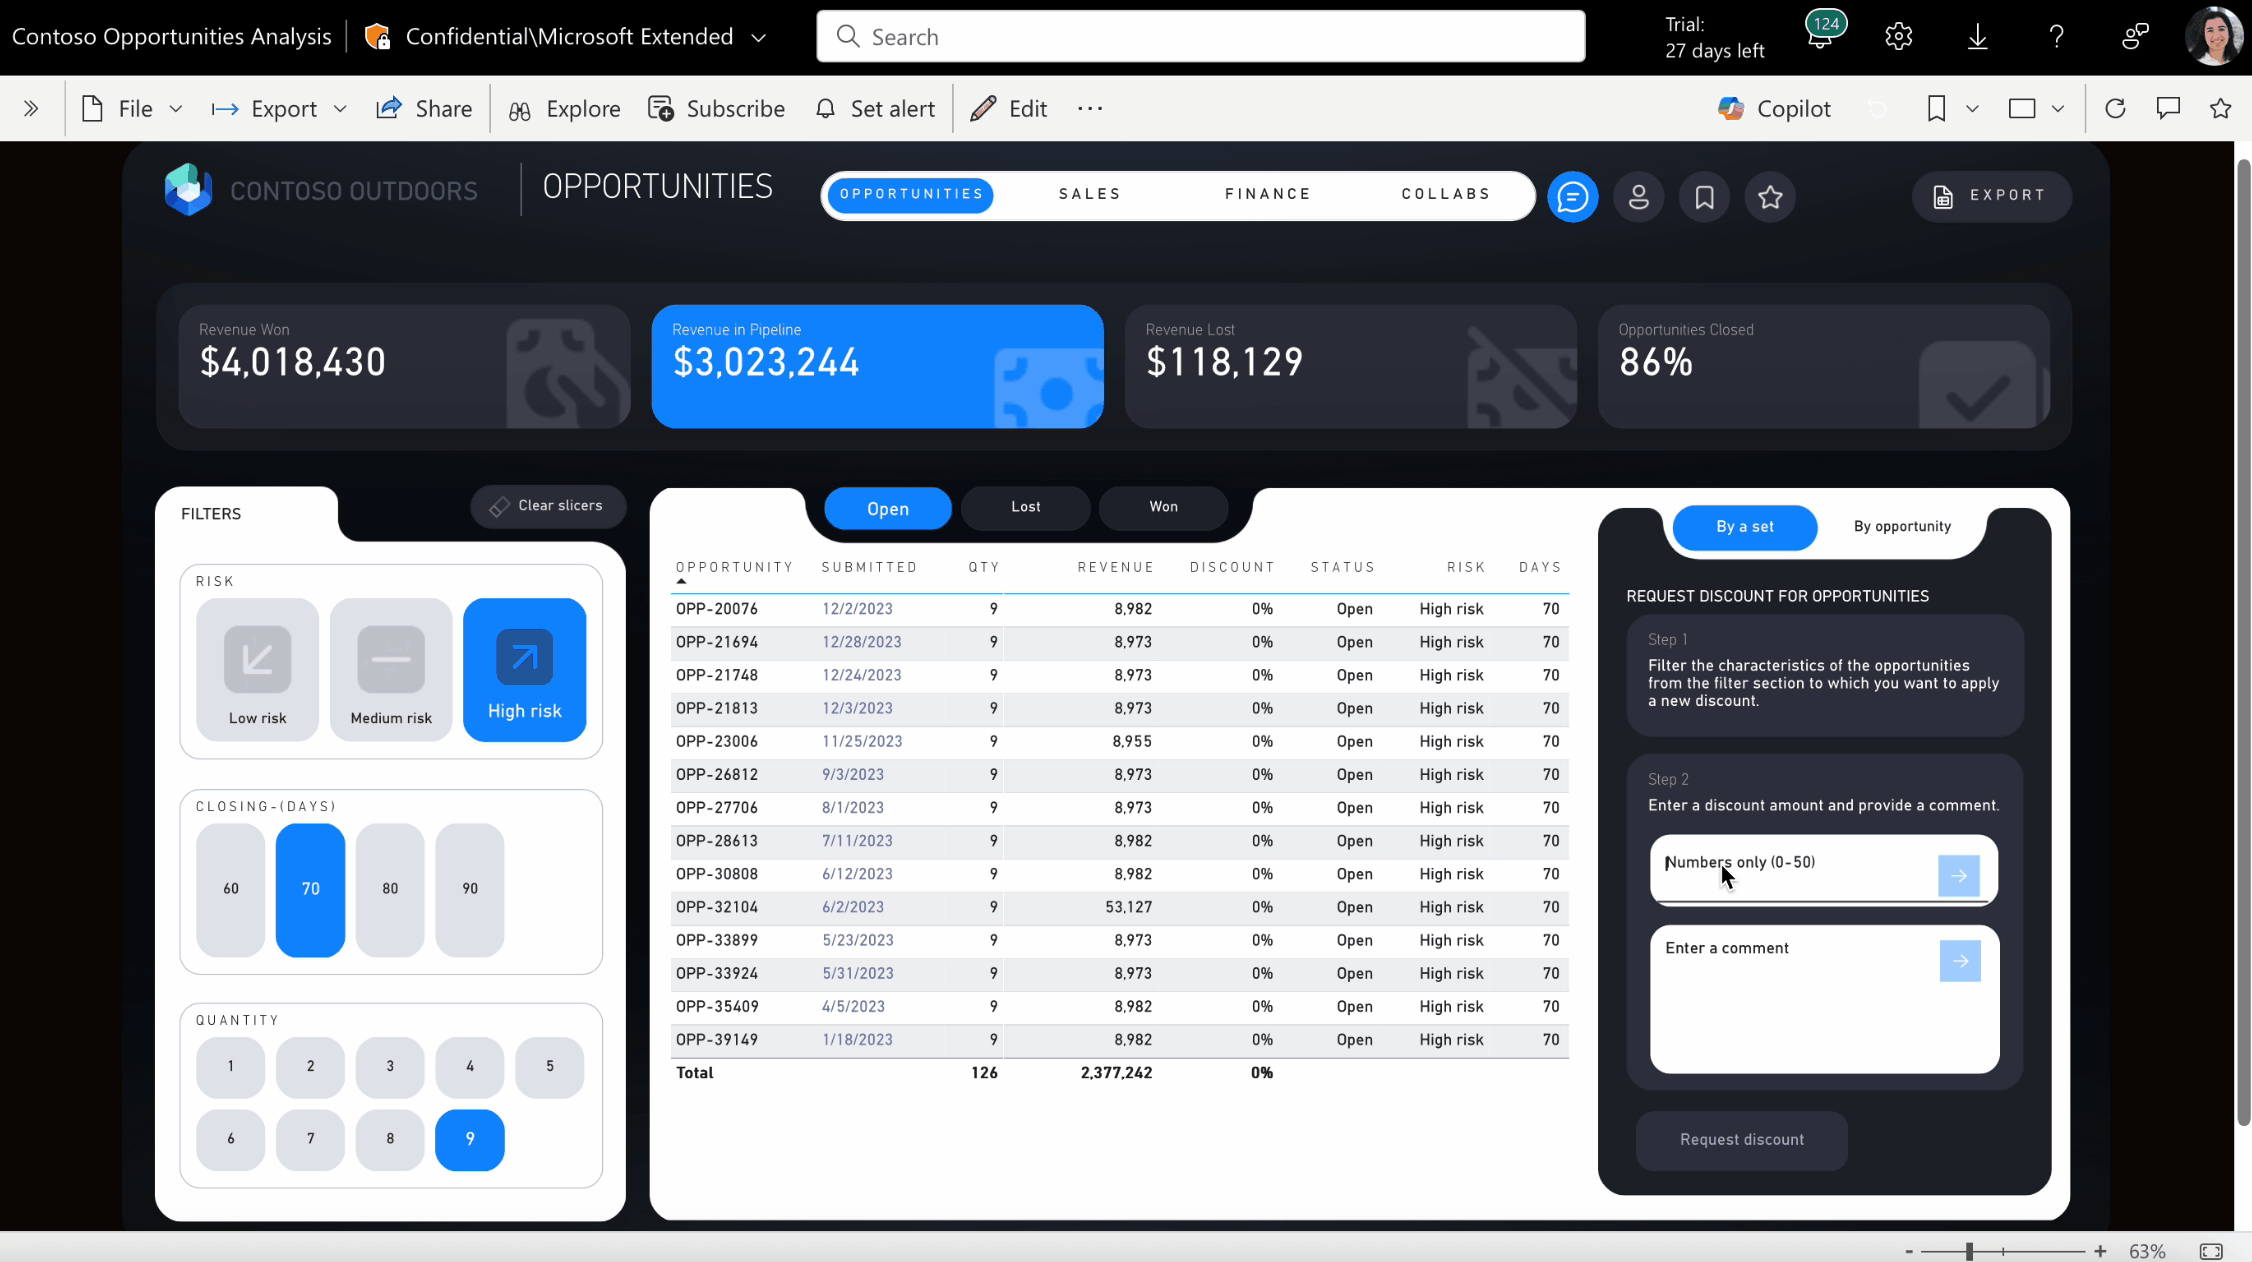 Contoso Opportunities Analysis
Confidential\Microsoft Extended
Search
Trial:
27 days left
124
File
Export
Share
Explore
Subscribe
Set alert
Edit
Copilot
CONTOSO OUTDOORS
OPPORTUNITIES
OPPORTUNITIES SALES FINANCE COLLABS
EXPORT
Revenue Won
$4,018,430
Revenue in Pipeline
$3,023,244
Revenue Lost
$118,129
Opportunities Closed
86%
FILTERS
Clear slicers
RISK
Low risk
Medium risk
High risk
CLOSING-(DAYS)
60 70 80 90
QUANTITY
1 2 3 4 5
6 7 8 9
Open Lost Won
OPPORTUNITY SUBMITTED QTY REVENUE DISCOUNT STATUS RISK DAYS
OPP-20076 12/2/2023 9 8,982 0% Open High risk 70
OPP-21694 12/28/2023 9 8,973 0% Open High risk 70
OPP-21748 12/24/2023 9 8,973 0% Open High risk 70
OPP-21813 12/3/2023 9 8,973 0% Open High risk 70
OPP-23006 11/25/2023 9 8,955 0% Open High risk 70
OPP-26812 9/3/2023 9 8,973 0% Open High risk 70
OPP-27706 8/1/2023 9 8,973 0% Open High risk 70
OPP-28613 7/11/2023 9 8,982 0% Open High risk 70
OPP-30808 6/12/2023 9 8,982 0% Open High risk 70
OPP-32104 6/2/2023 9 53,127 0% Open High risk 70
OPP-33899 5/23/2023 9 8,973 0% Open High risk 70
OPP-33924 5/31/2023 9 8,973 0% Open High risk 70
OPP-35409 4/5/2023 9 8,982 0% Open High risk 70
OPP-39149 1/18/2023 9 8,982 0% Open High risk 70
Total 126 2,377,242 0%
By a set
By opportunity
REQUEST DISCOUNT FOR OPPORTUNITIES
Step 1
Filter the characteristics of the opportunities
from the filter section to which you want to apply
a new discount.
Step 2
Enter a discount amount and provide a comment.
Numbers only (0-50)
Enter a comment
Request discount
- + 63%